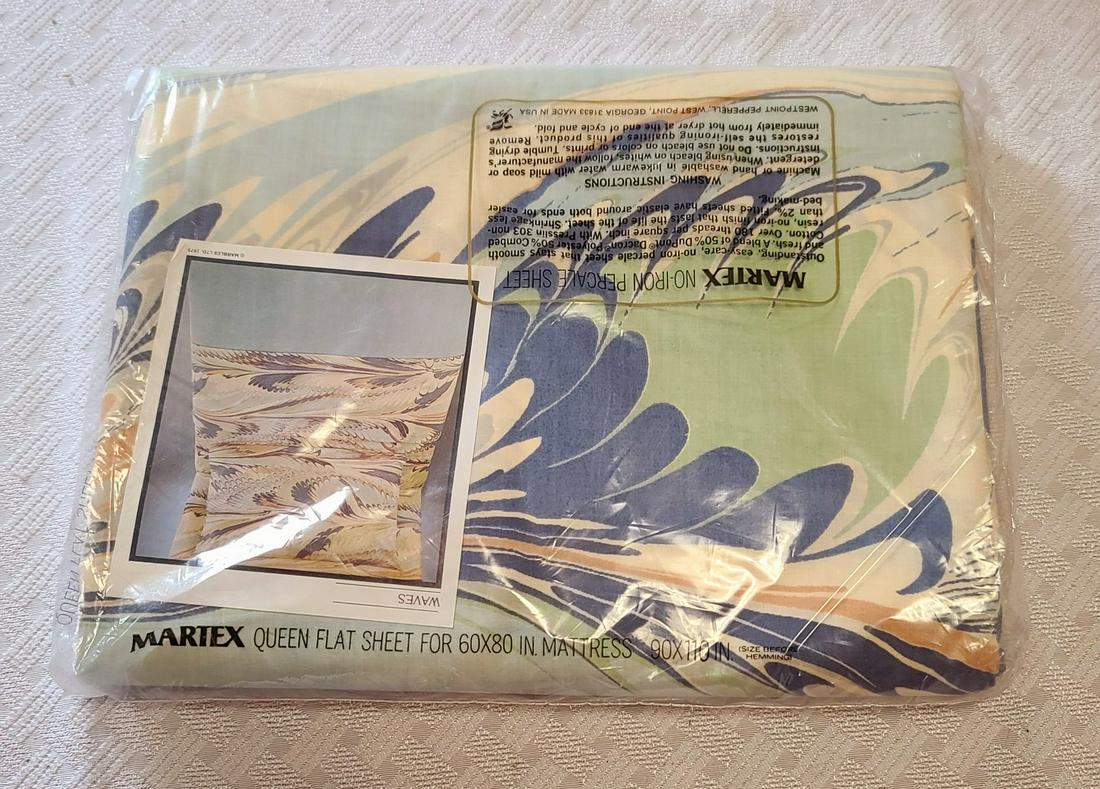 MARTEX NO-IRON PERCALE SHEET
Outstanding, easy-care, no-iron percale sheet that stays smooth
and fresh. A blend of 50% DuPont Dacron® Polyester 50% Combed
Cotton. Over 180 threads per square inch. With Presslin 303 non-
resin, no-iron finish that lasts the life of the sheet. Shrinkage less
than 2%. Fitted sheets have elastic around both ends for easier
bed-making.
WASHING INSTRUCTIONS
Machine or hand washable in lukewarm water with mild soap or
detergent. When using bleach on whites, follow the manufacturer's
instructions. Do not use bleach on colors or prints. Tumble drying
restores the self-ironing qualities of this product. Remove
immediately from hot dryer at the end of cycle and fold.
WESTPOINT PEPPERELL, WEST POINT, GEORGIA 31833 MADE IN USA
© MARBLES LTD. 1975
WAVES
MARTEX QUEEN FLAT SHEET FOR 60X80 IN. MATTRESS 90X110 IN. (SIZE BEFORE
HEMMING)